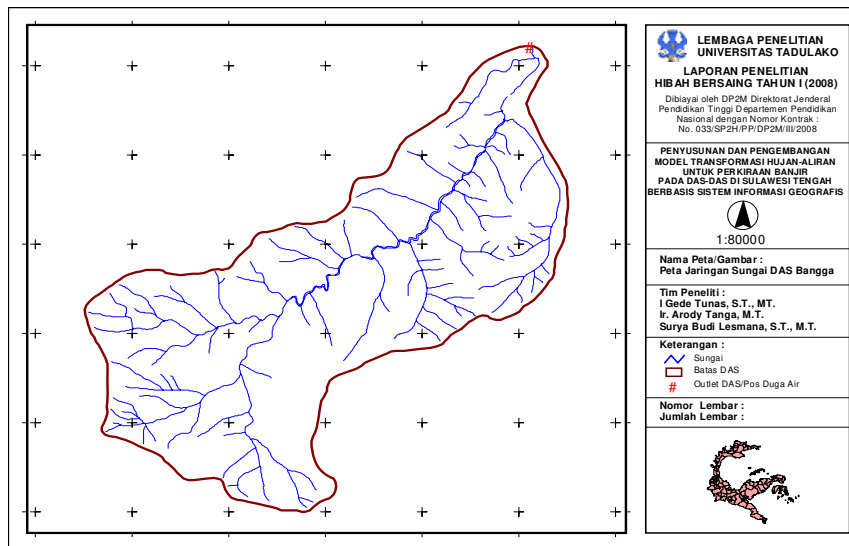 #
LEMBAGA PENELITIAN
UNIVERSITAS TADULAKO
LAPORAN PENELITIAN
HIBAH BERSAING TAHUN I (2008)
Dibiayai oleh DP2M Direktorat Jenderal
Pendidikan Tinggi Departemen Pendidikan
Nasional dengan Nomor Kontrak :
No. 033/SP2H/PP/DP2M/III/2008
PENYUSUNAN DAN PENGEMBANGAN
MODEL TRANSFORMASI HUJAN-ALIRAN
UNTUK PERKIRAAN BANJIR
PADA DAS-DAS DI SULAWESI TENGAH
BERBASIS SISTEM INFORMASI GEOGRAFIS
1:80000
Nama Peta/Gambar :
Peta Jaringan Sungai DAS Bangga
Tim Peneliti :
I Gede Tunas, S.T., MT.
Ir. Arody Tanga, M.T.
Surya Budi Lesmana, S.T., M.T.
Keterangan :
Sungai
Batas DAS
# Outlet DAS/Pos Duga Air
Nomor Lembar :
Jumlah Lembar :